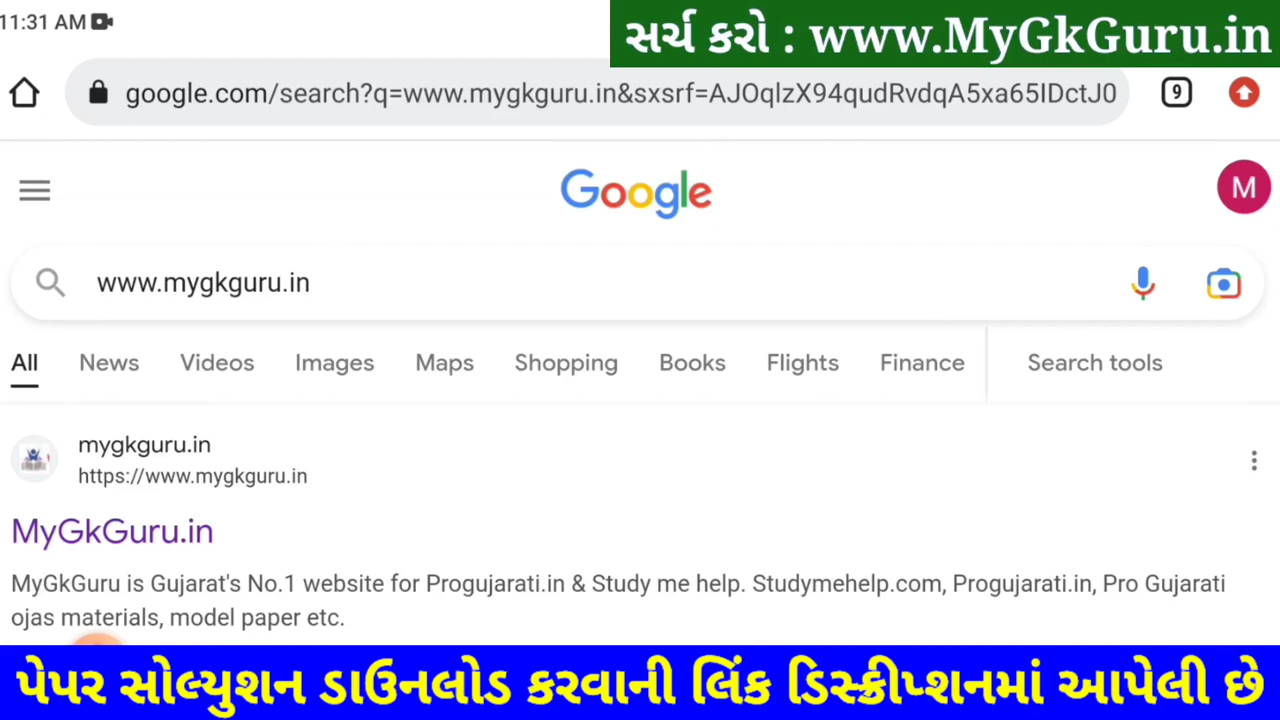 11:31 AM
સર્ચ કરો : www.MyGkGuru.in
google.com/search?q=www.mygkguru.in&sxsrf=AJOqlzX94qudRvdqA5xa65IDctJ0
9
Google
M
www.mygkguru.in
All News Videos Images Maps Shopping Books Flights Finance Search tools
mygkguru.in
https://www.mygkguru.in
MyGkGuru.in
MyGkGuru is Gujarat's No.1 website for Progujarati.in & Study me help. Studymehelp.com, Progujarati.in, Pro Gujarati
ojas materials, model paper etc.
પેપર સોલ્યુશન ડાઉનલોડ કરવાની લિંક ડિસ્ક્રીપ્શનમાં આપેલી છે